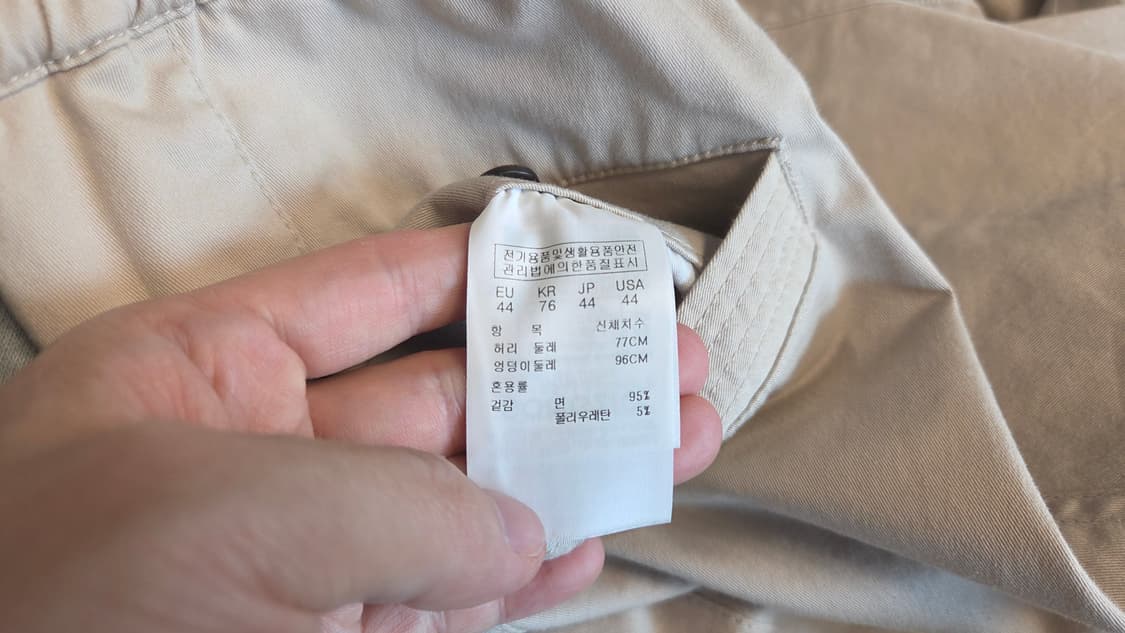 전기용품및생활용품안전
관리법에의한품질표시
EU KR JP USA
44 76 44 44
항 목 신체치수
허리 둘레 77CM
엉덩이둘레 96CM
혼용률
겉감 면 95%
폴리우레탄 5%